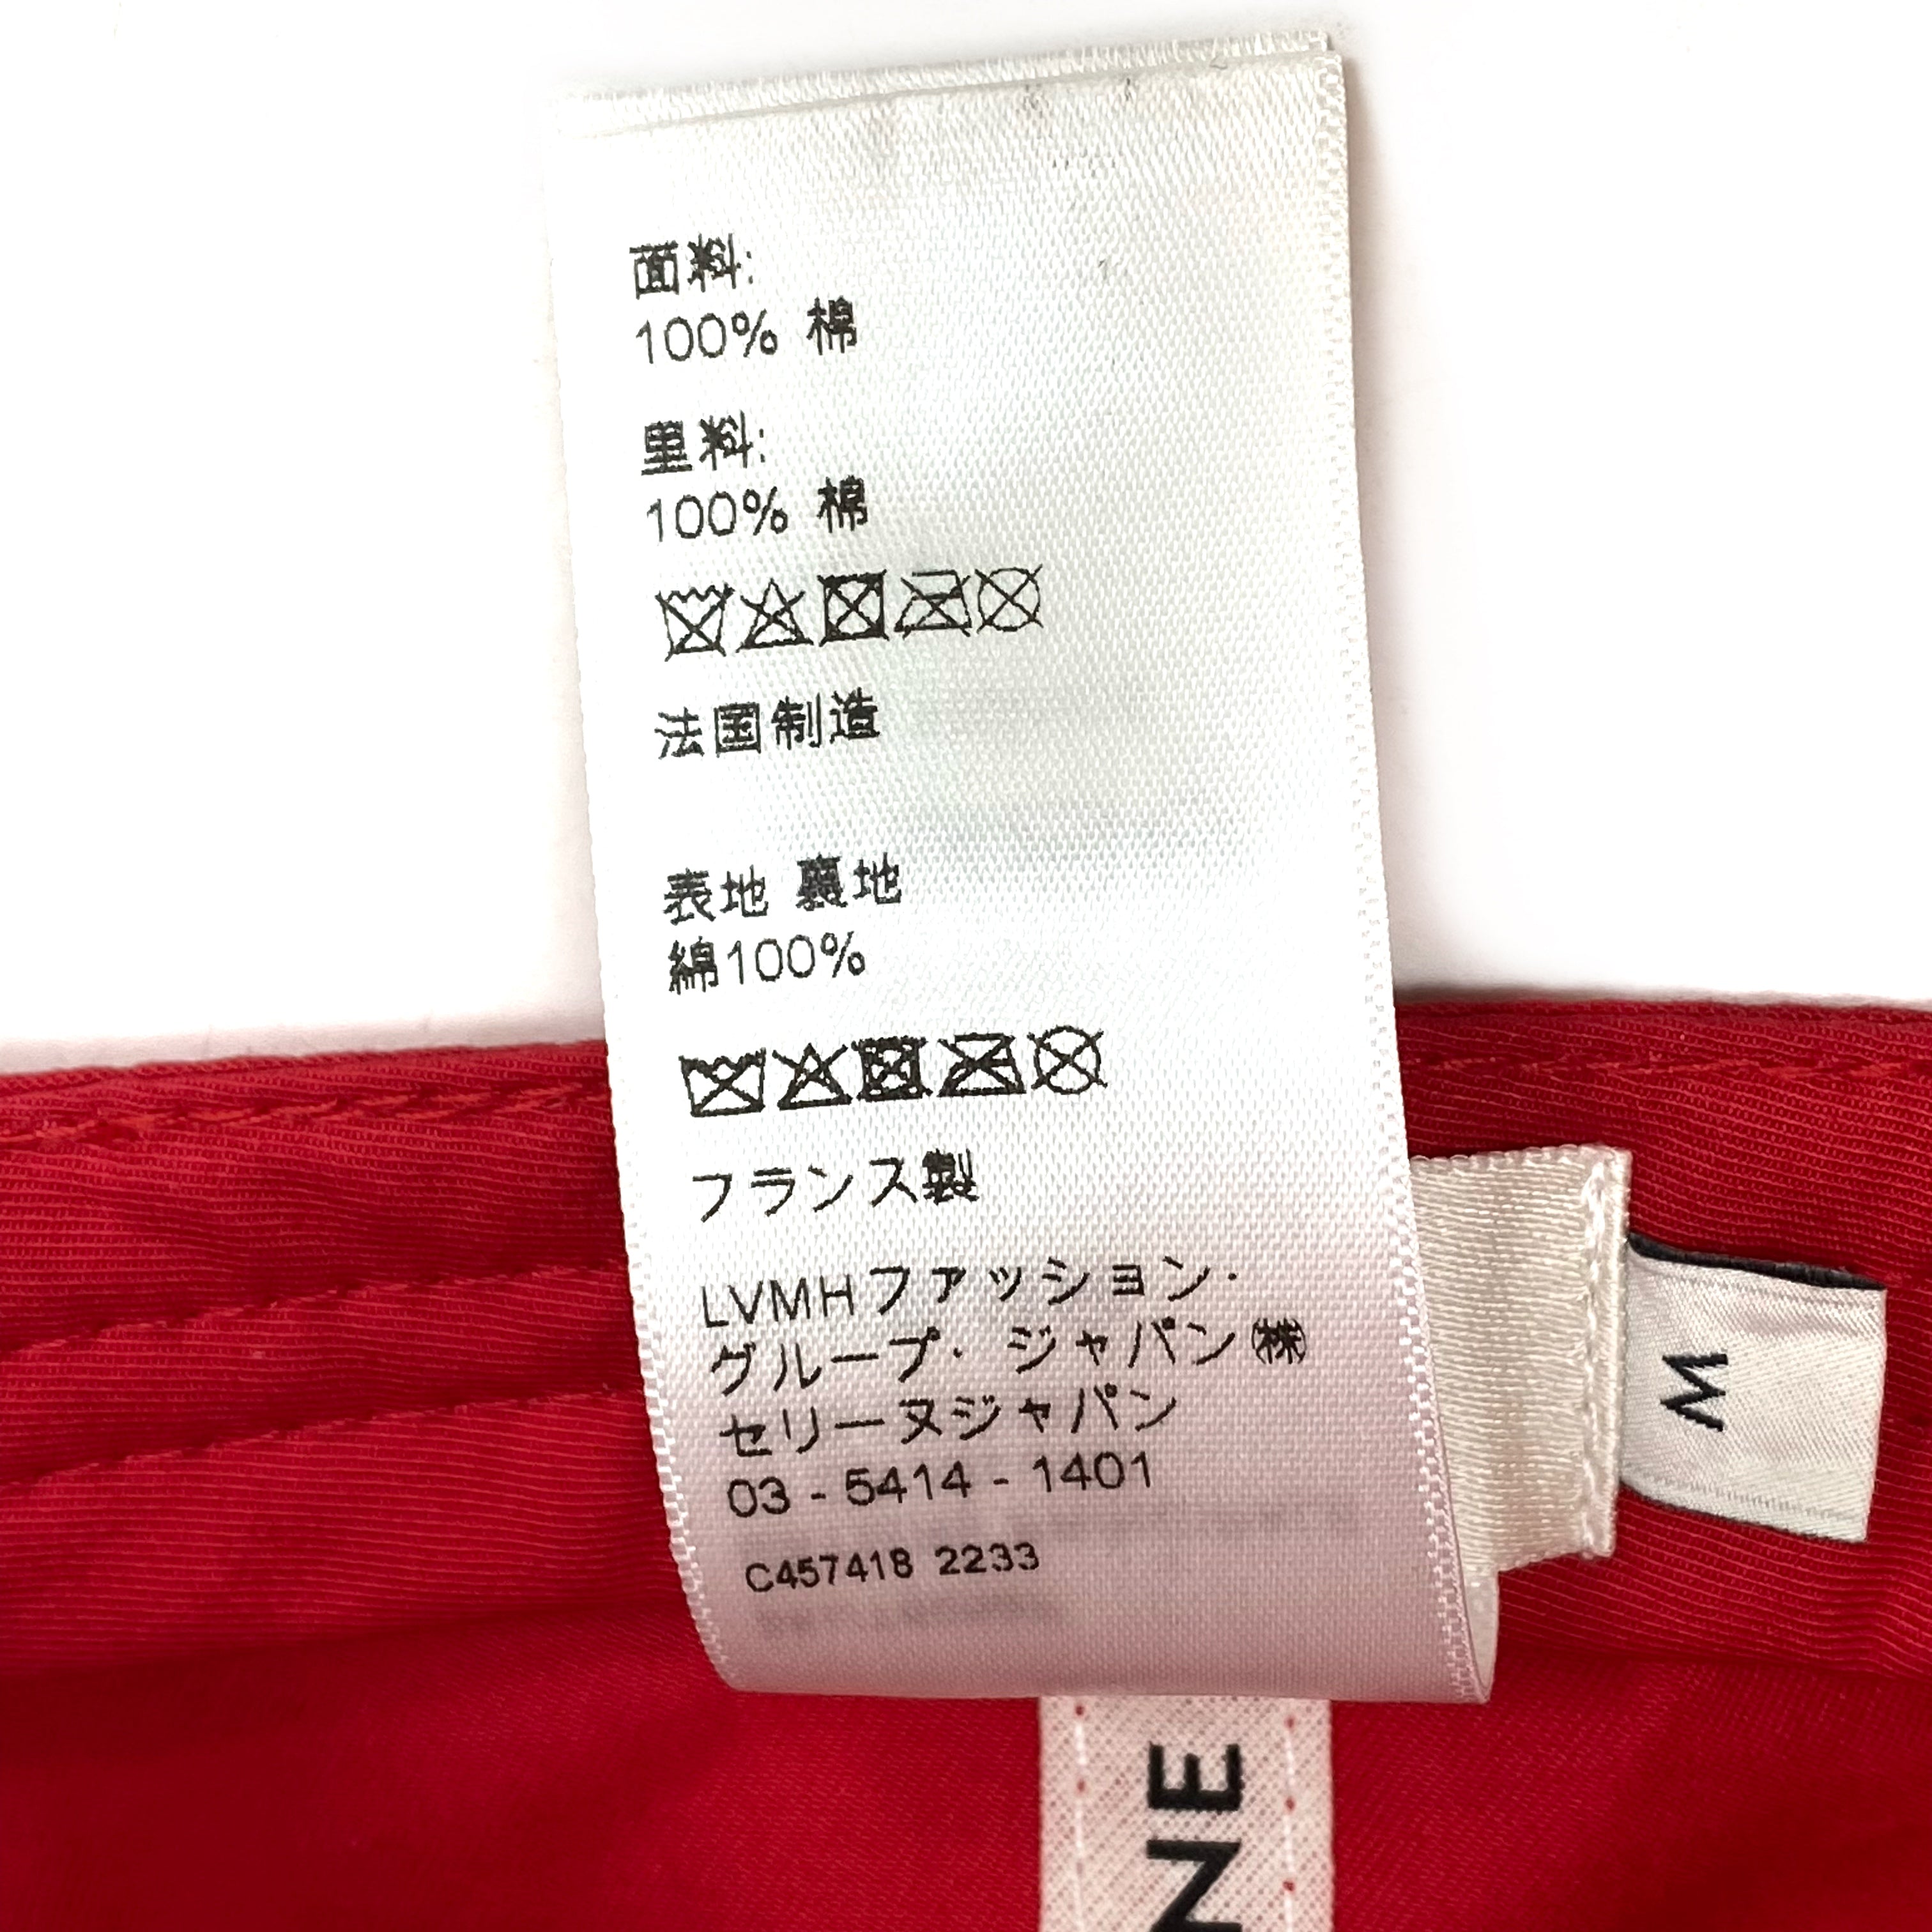 面料:
100% 棉
里料:
100% 棉
法国制造
表地 裏地
綿100%
フランス製
LVMHファッション·
グループ· ジャパン㈱
セリーヌジャパン
03 - 5414 - 1401
C457418 2233
M
NE